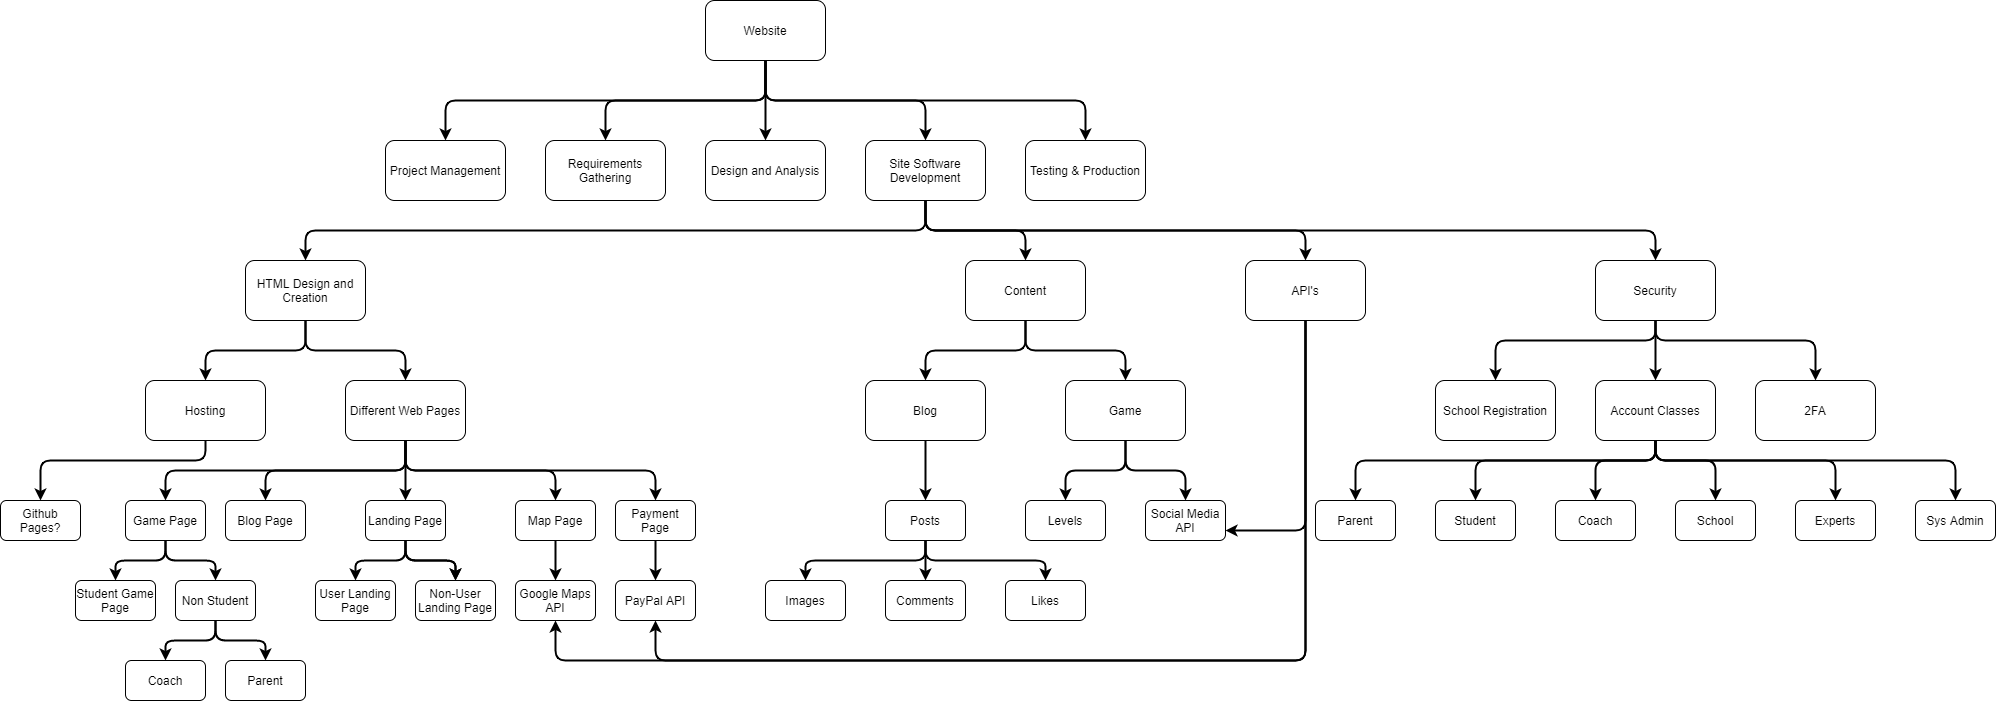 Website
Project Management
Requirements
Gathering
Design and Analysis
Site Software
Development
Testing & Production
HTML Design and
Creation
Content
API's
Security
Hosting
Different Web Pages
Blog
Game
School Registration
Account Classes
2FA
Github
Pages?
Game Page
Blog Page
Landing Page
Map Page
Payment
Page
Posts
Levels
Social Media
API
Parent
Student
Coach
School
Experts
Sys Admin
Student Game
Page
Non Student
User Landing
Page
Non-User
Landing Page
Google Maps
API
PayPal API
Images
Comments
Likes
Coach
Parent